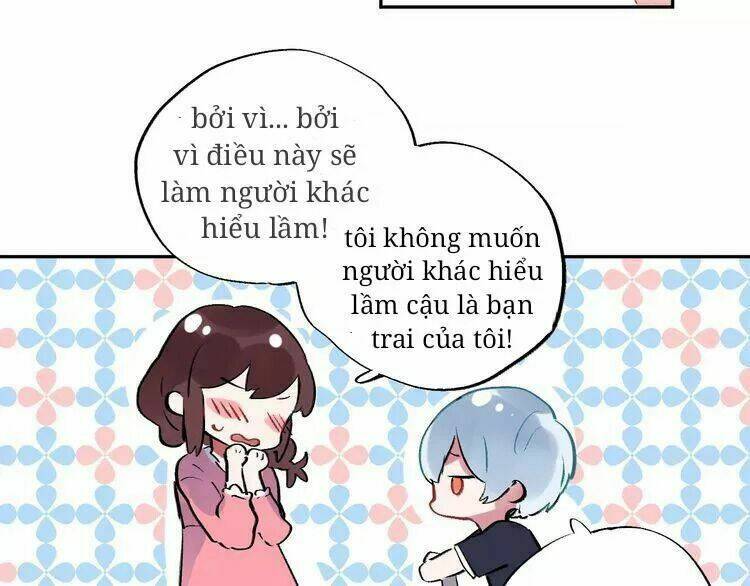 bởi vì... bởi
vì điều này sẽ
làm người khác
hiểu lầm!
tôi không muốn
người khác hiểu
lầm cậu là bạn
trai của tôi!